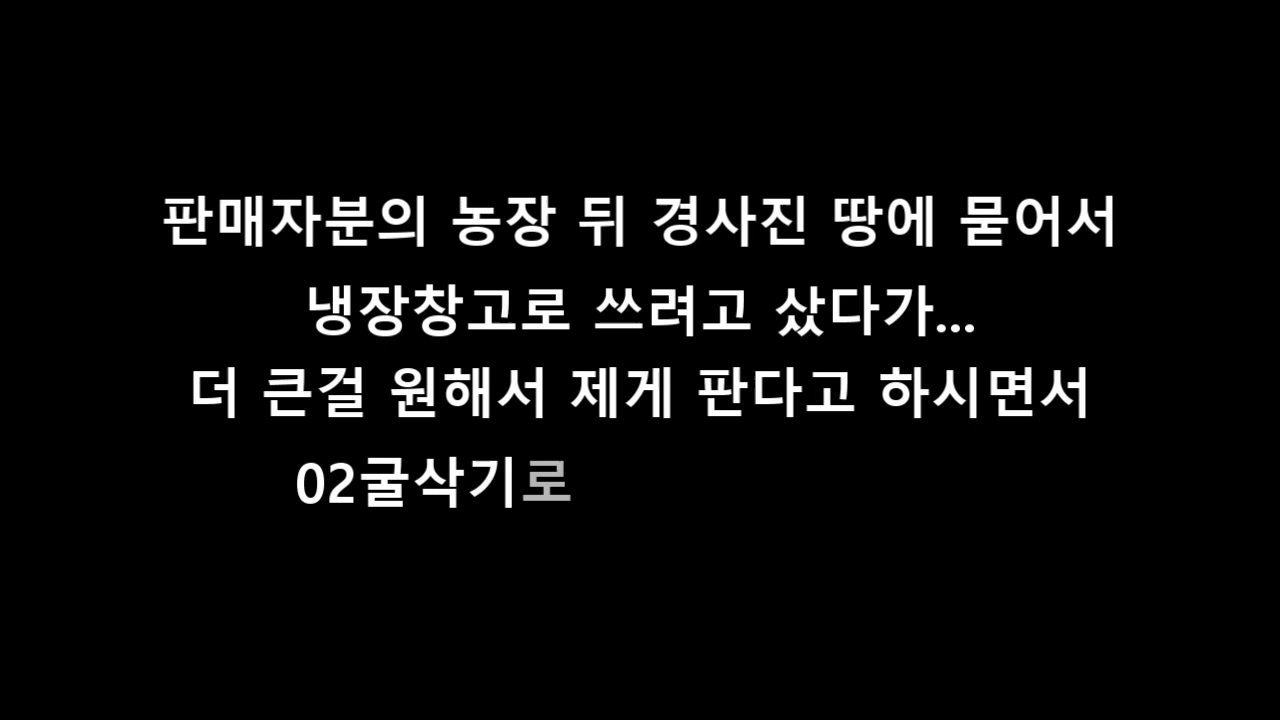 판매자분의 농장 뒤 경사진 땅에 묻어서
냉장창고로 쓰려고 샀다가...
더 큰걸 원해서 제게 판다고 하시면서
02굴삭기로